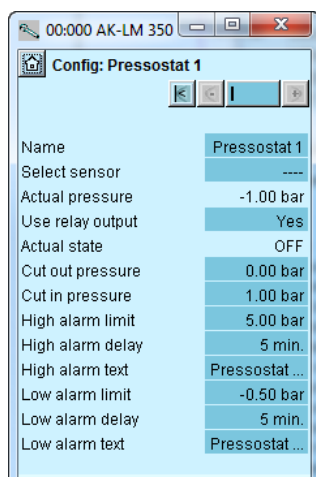 00:000 AK-LM 350
Config: Pressostat 1
Name Pressostat 1
Select sensor ----
Actual pressure -1.00 bar
Use relay output Yes
Actual state OFF
Cut out pressure 0.00 bar
Cut in pressure 1.00 bar
High alarm limit 5.00 bar
High alarm delay 5 min.
High alarm text Pressostat ...
Low alarm limit -0.50 bar
Low alarm delay 5 min.
Low alarm text Pressostat ...